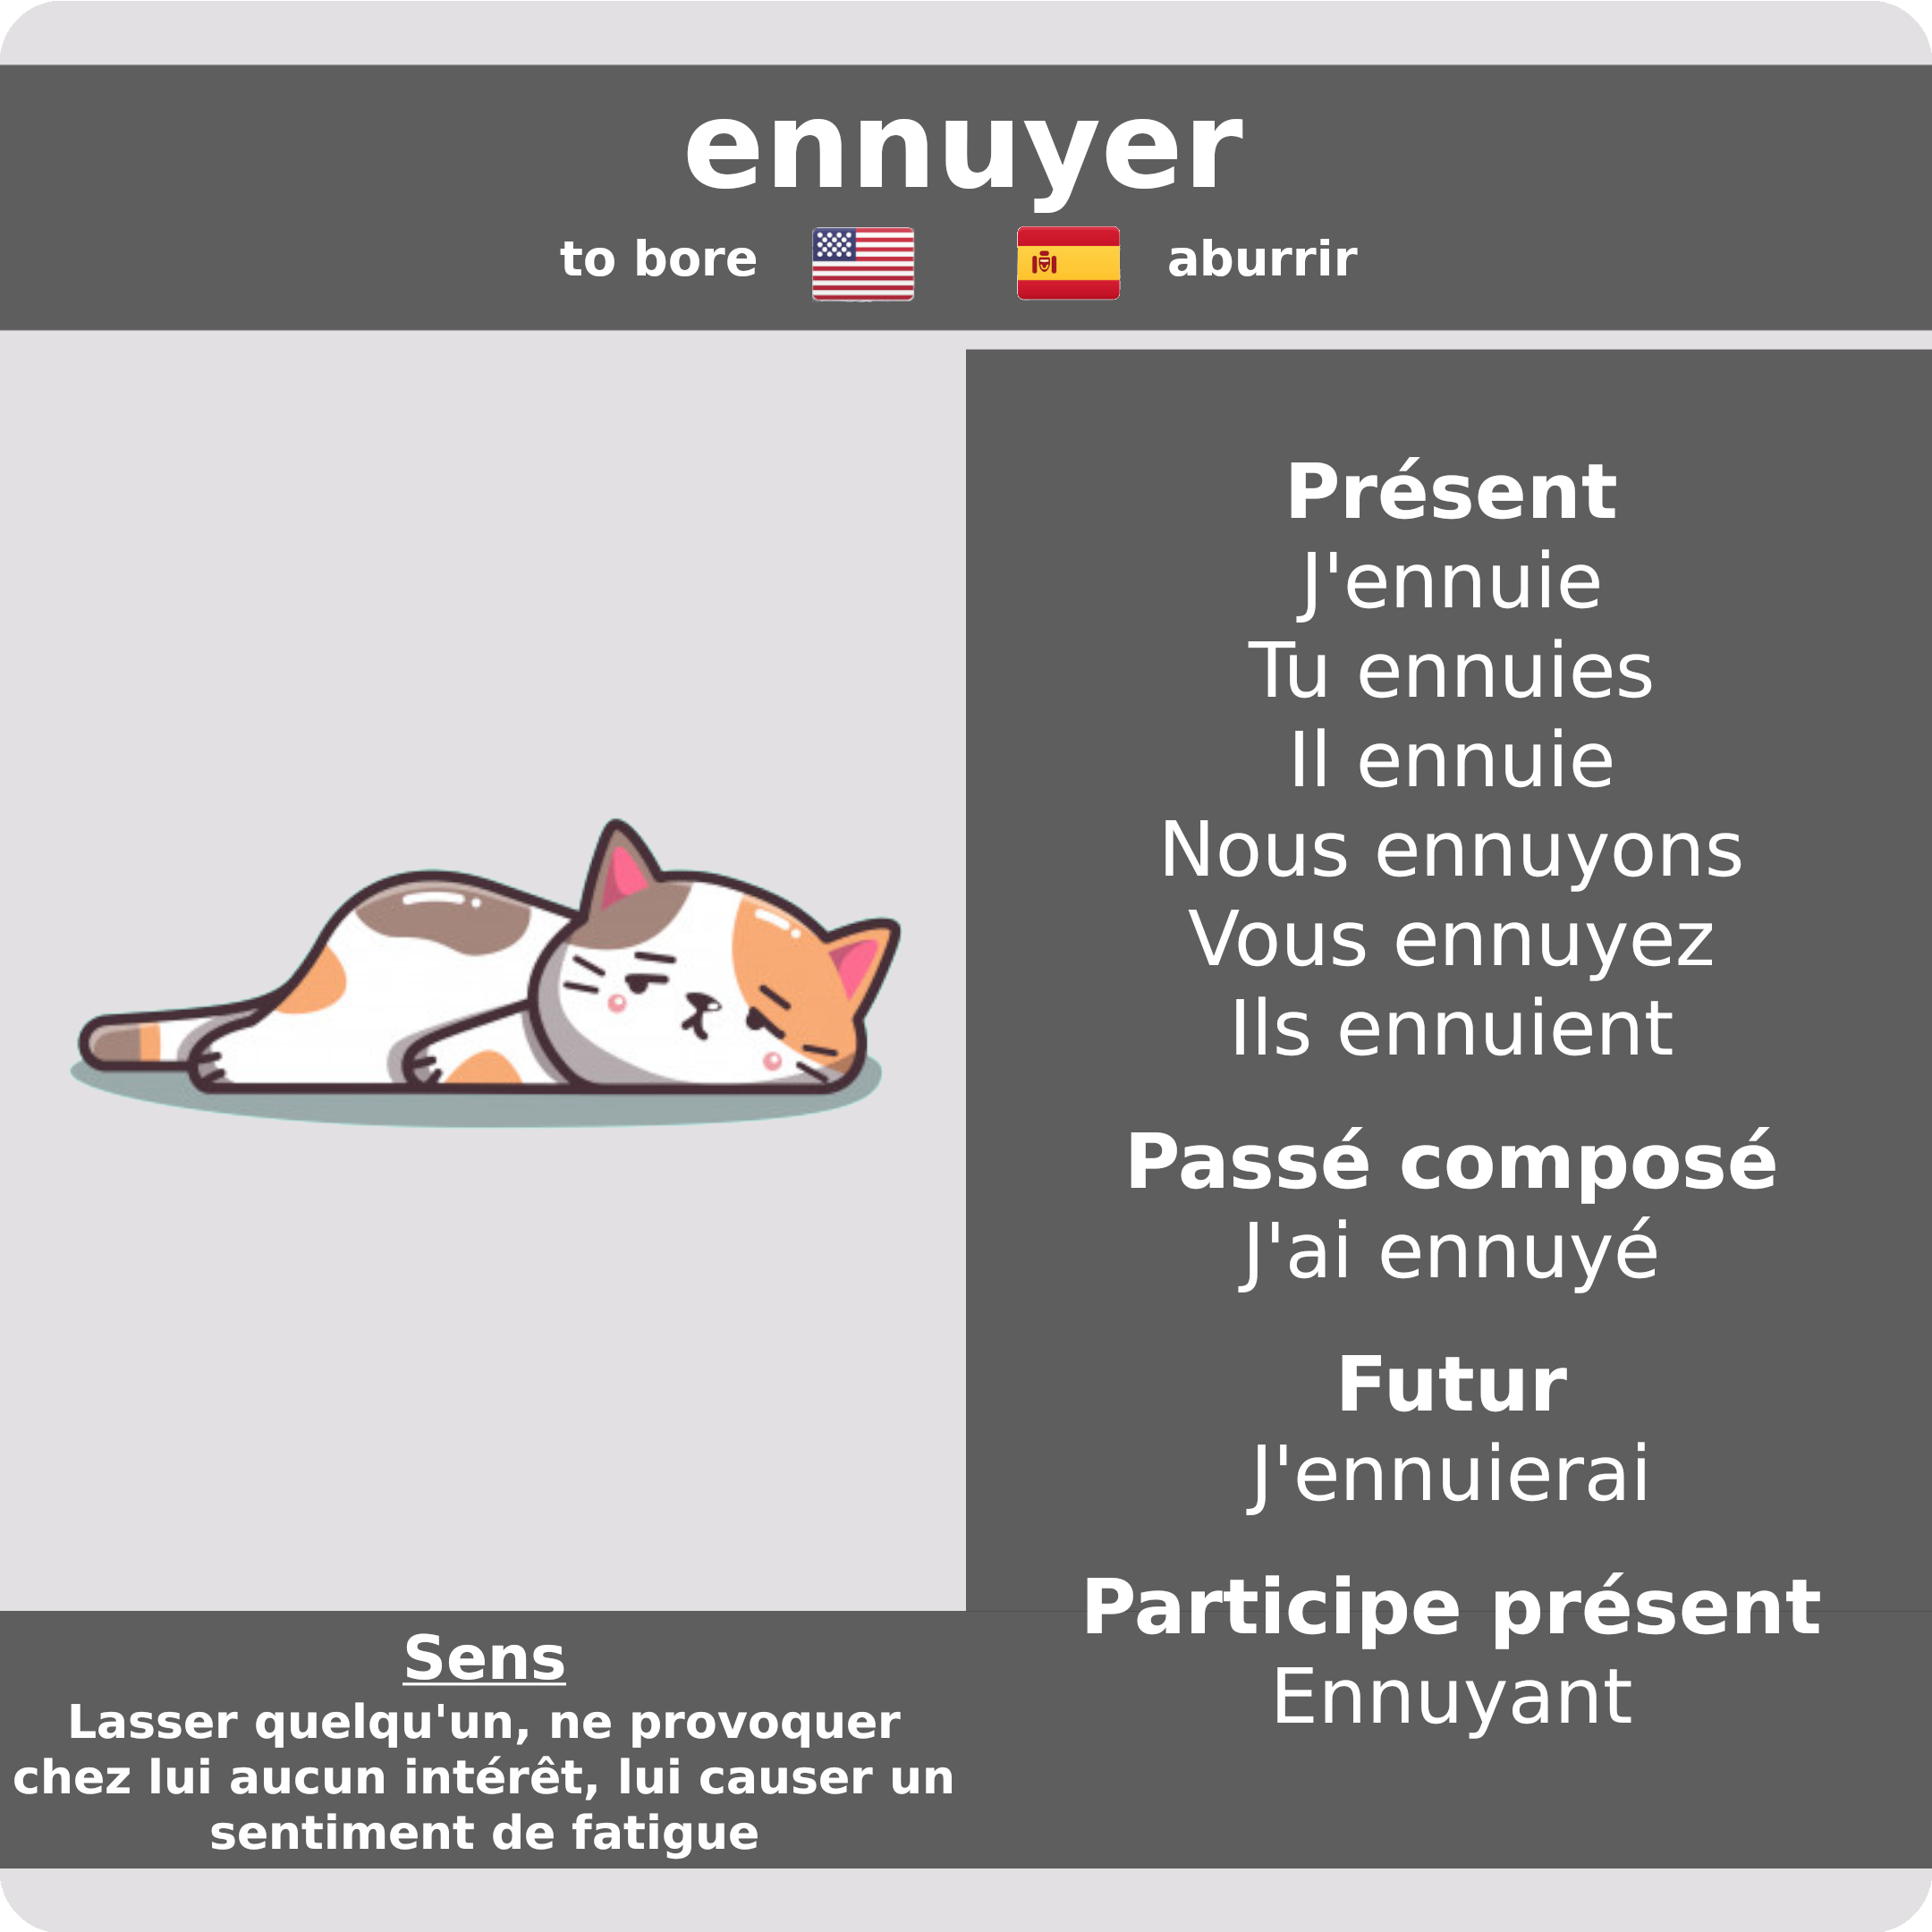 ennuyer
to bore
aburrir
Présent
J'ennuie
Tu ennuies
Il ennuie
Nous ennuyons
Vous ennuyez
Ils ennuient
Passé composé
J'ai ennuyé
Futur
J'ennuierai
Participe présent
Ennuyant
Sens
Lasser quelqu'un, ne provoquer
chez lui aucun intérêt, lui causer un
sentiment de fatigue